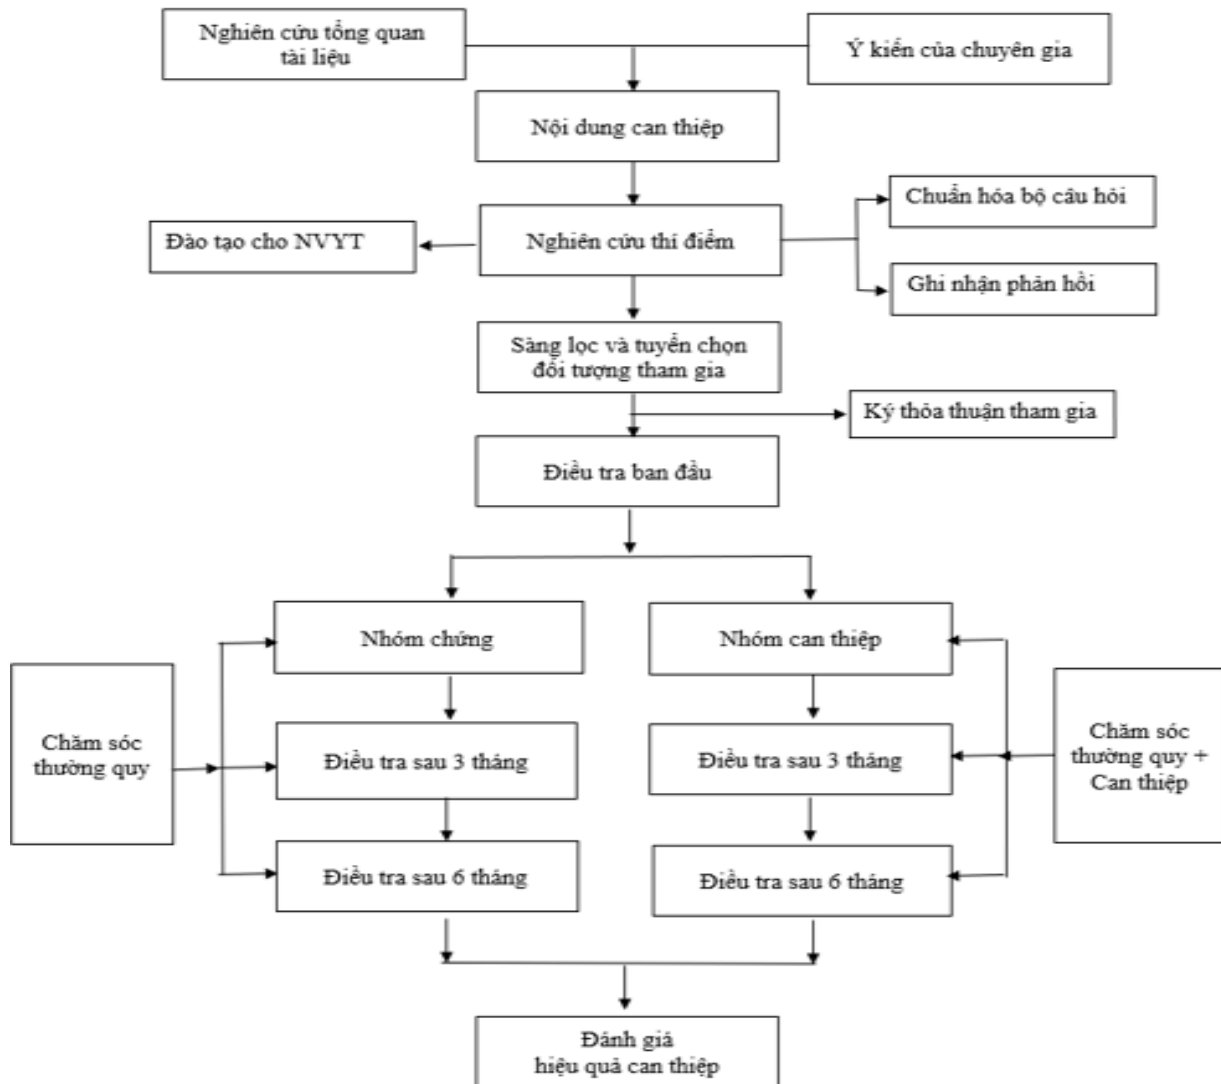 Nghiên cứu tổng quan
tài liệu
Ý kiến của chuyên gia
Nội dung can thiệp
Chuẩn hóa bộ câu hỏi
Đào tạo cho NVYT
Nghiên cứu thí điểm
Ghi nhận phản hồi
Sàng lọc và tuyển chọn
đối tượng tham gia
Ký thỏa thuận tham gia
Điều tra ban đầu
Nhóm chứng
Nhóm can thiệp
Chăm sóc
thường quy
Điều tra sau 3 tháng
Điều tra sau 3 tháng
Chăm sóc
thường quy +
Can thiệp
Điều tra sau 6 tháng
Điều tra sau 6 tháng
Đánh giá
hiệu quả can thiệp